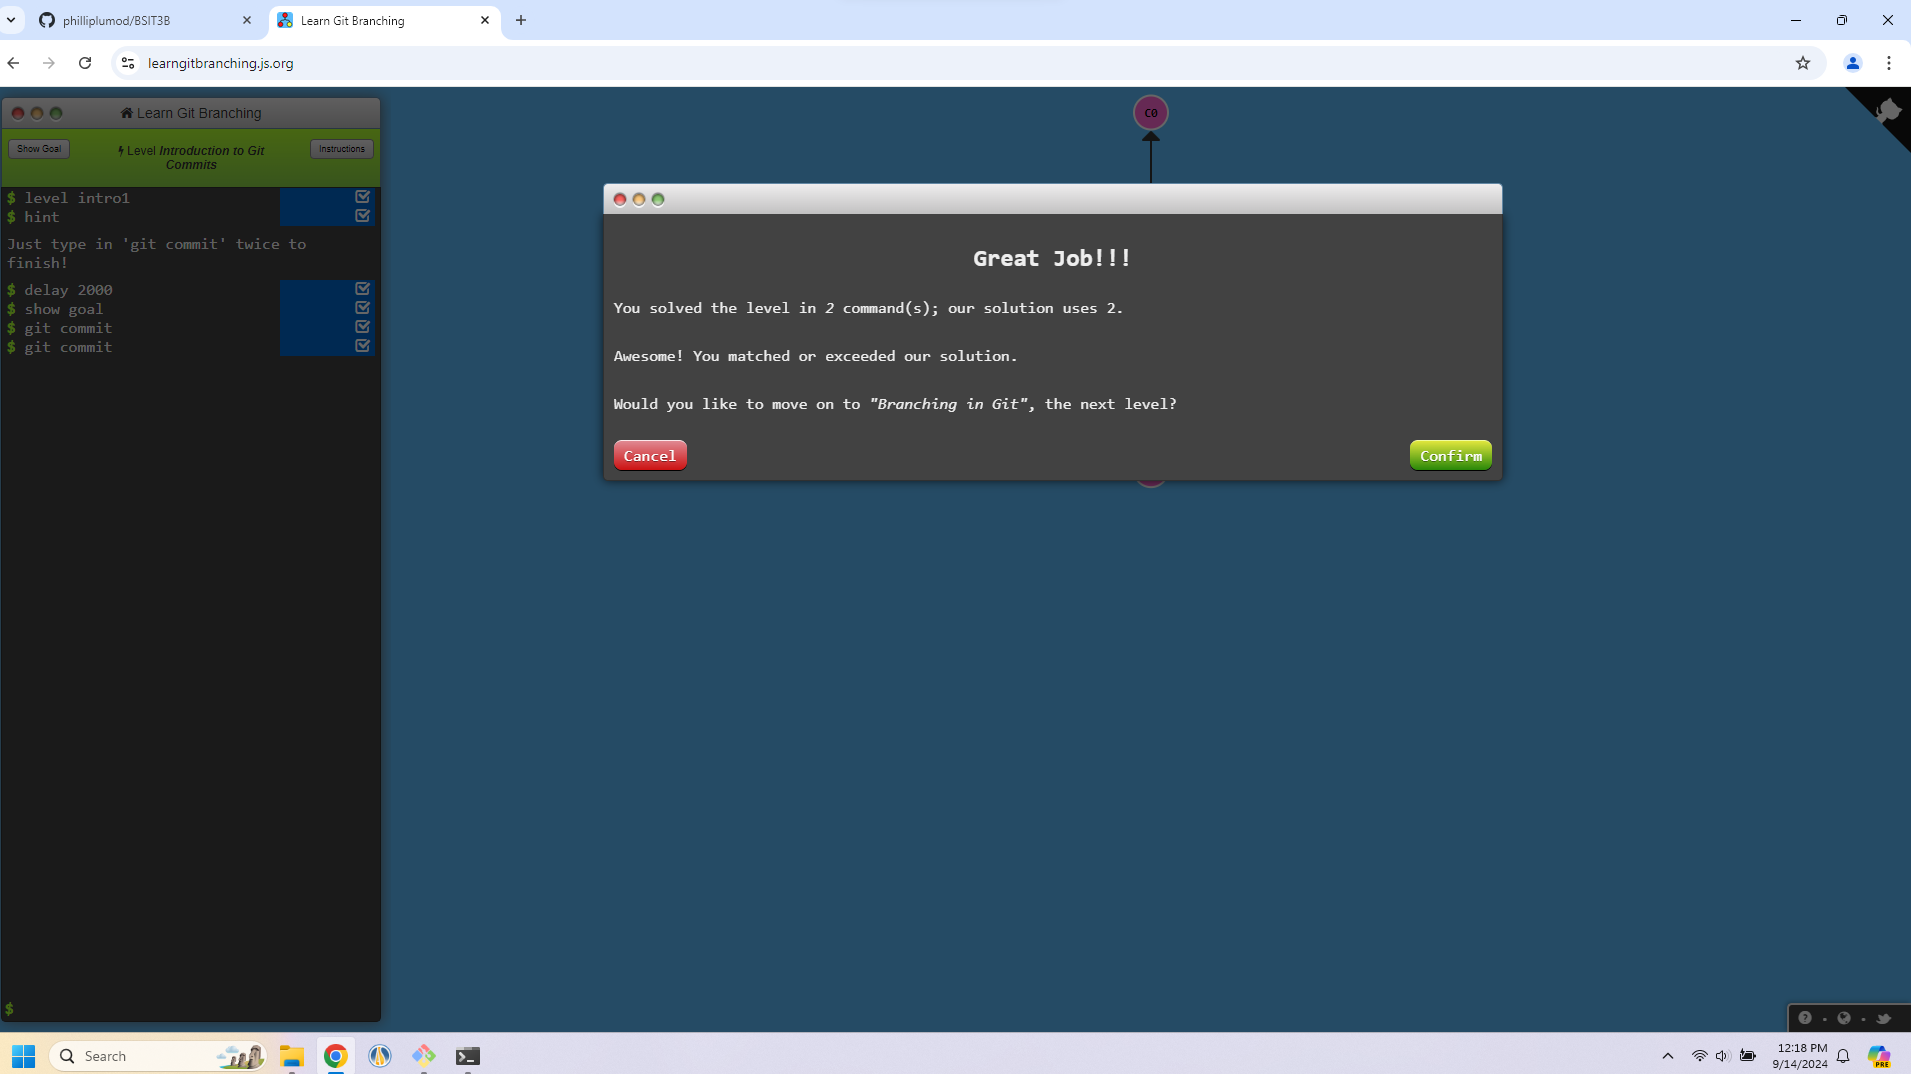 philliplumod/BSIT3B
Learn Git Branching
learngitbranching.js.org
Learn Git Branching
Show Goal
Level Introduction to Git
Commits
Instructions
$ level intro1
$ hint
Just type in 'git commit' twice to
finish!
$ delay 2000
$ show goal
$ git commit
$ git commit
$
C0
Great Job!!!
You solved the level in 2 command(s); our solution uses 2.
Awesome! You matched or exceeded our solution.
Would you like to move on to "Branching in Git", the next level?
Cancel
Confirm
Search
12:18 PM
9/14/2024
PRE